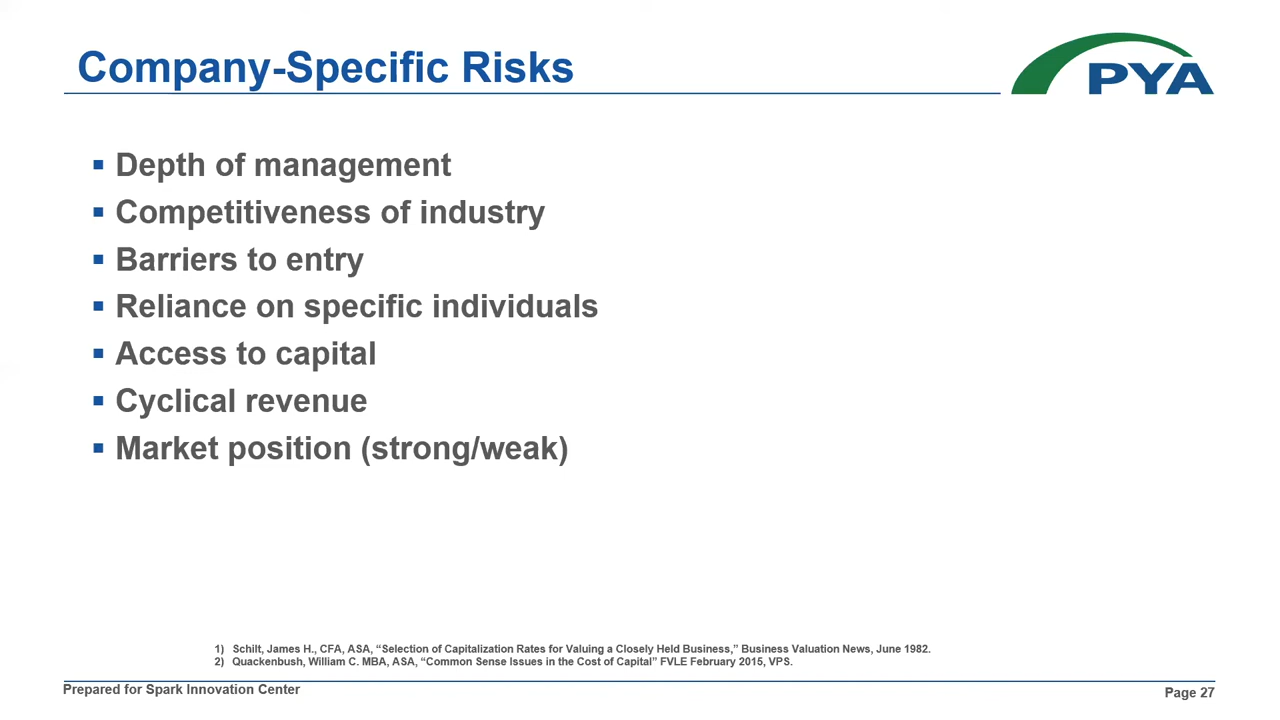 Company-Specific Risks
PYA
▪ Depth of management
▪ Competitiveness of industry
▪ Barriers to entry
▪ Reliance on specific individuals
▪ Access to capital
▪ Cyclical revenue
▪ Market position (strong/weak)
1) Schilt, James H., CFA, ASA, “Selection of Capitalization Rates for Valuing a Closely Held Business,” Business Valuation News, June 1982.
2) Quackenbush, William C. MBA, ASA, “Common Sense Issues in the Cost of Capital” FVLE February 2015, VPS.
Prepared for Spark Innovation Center
Page 27